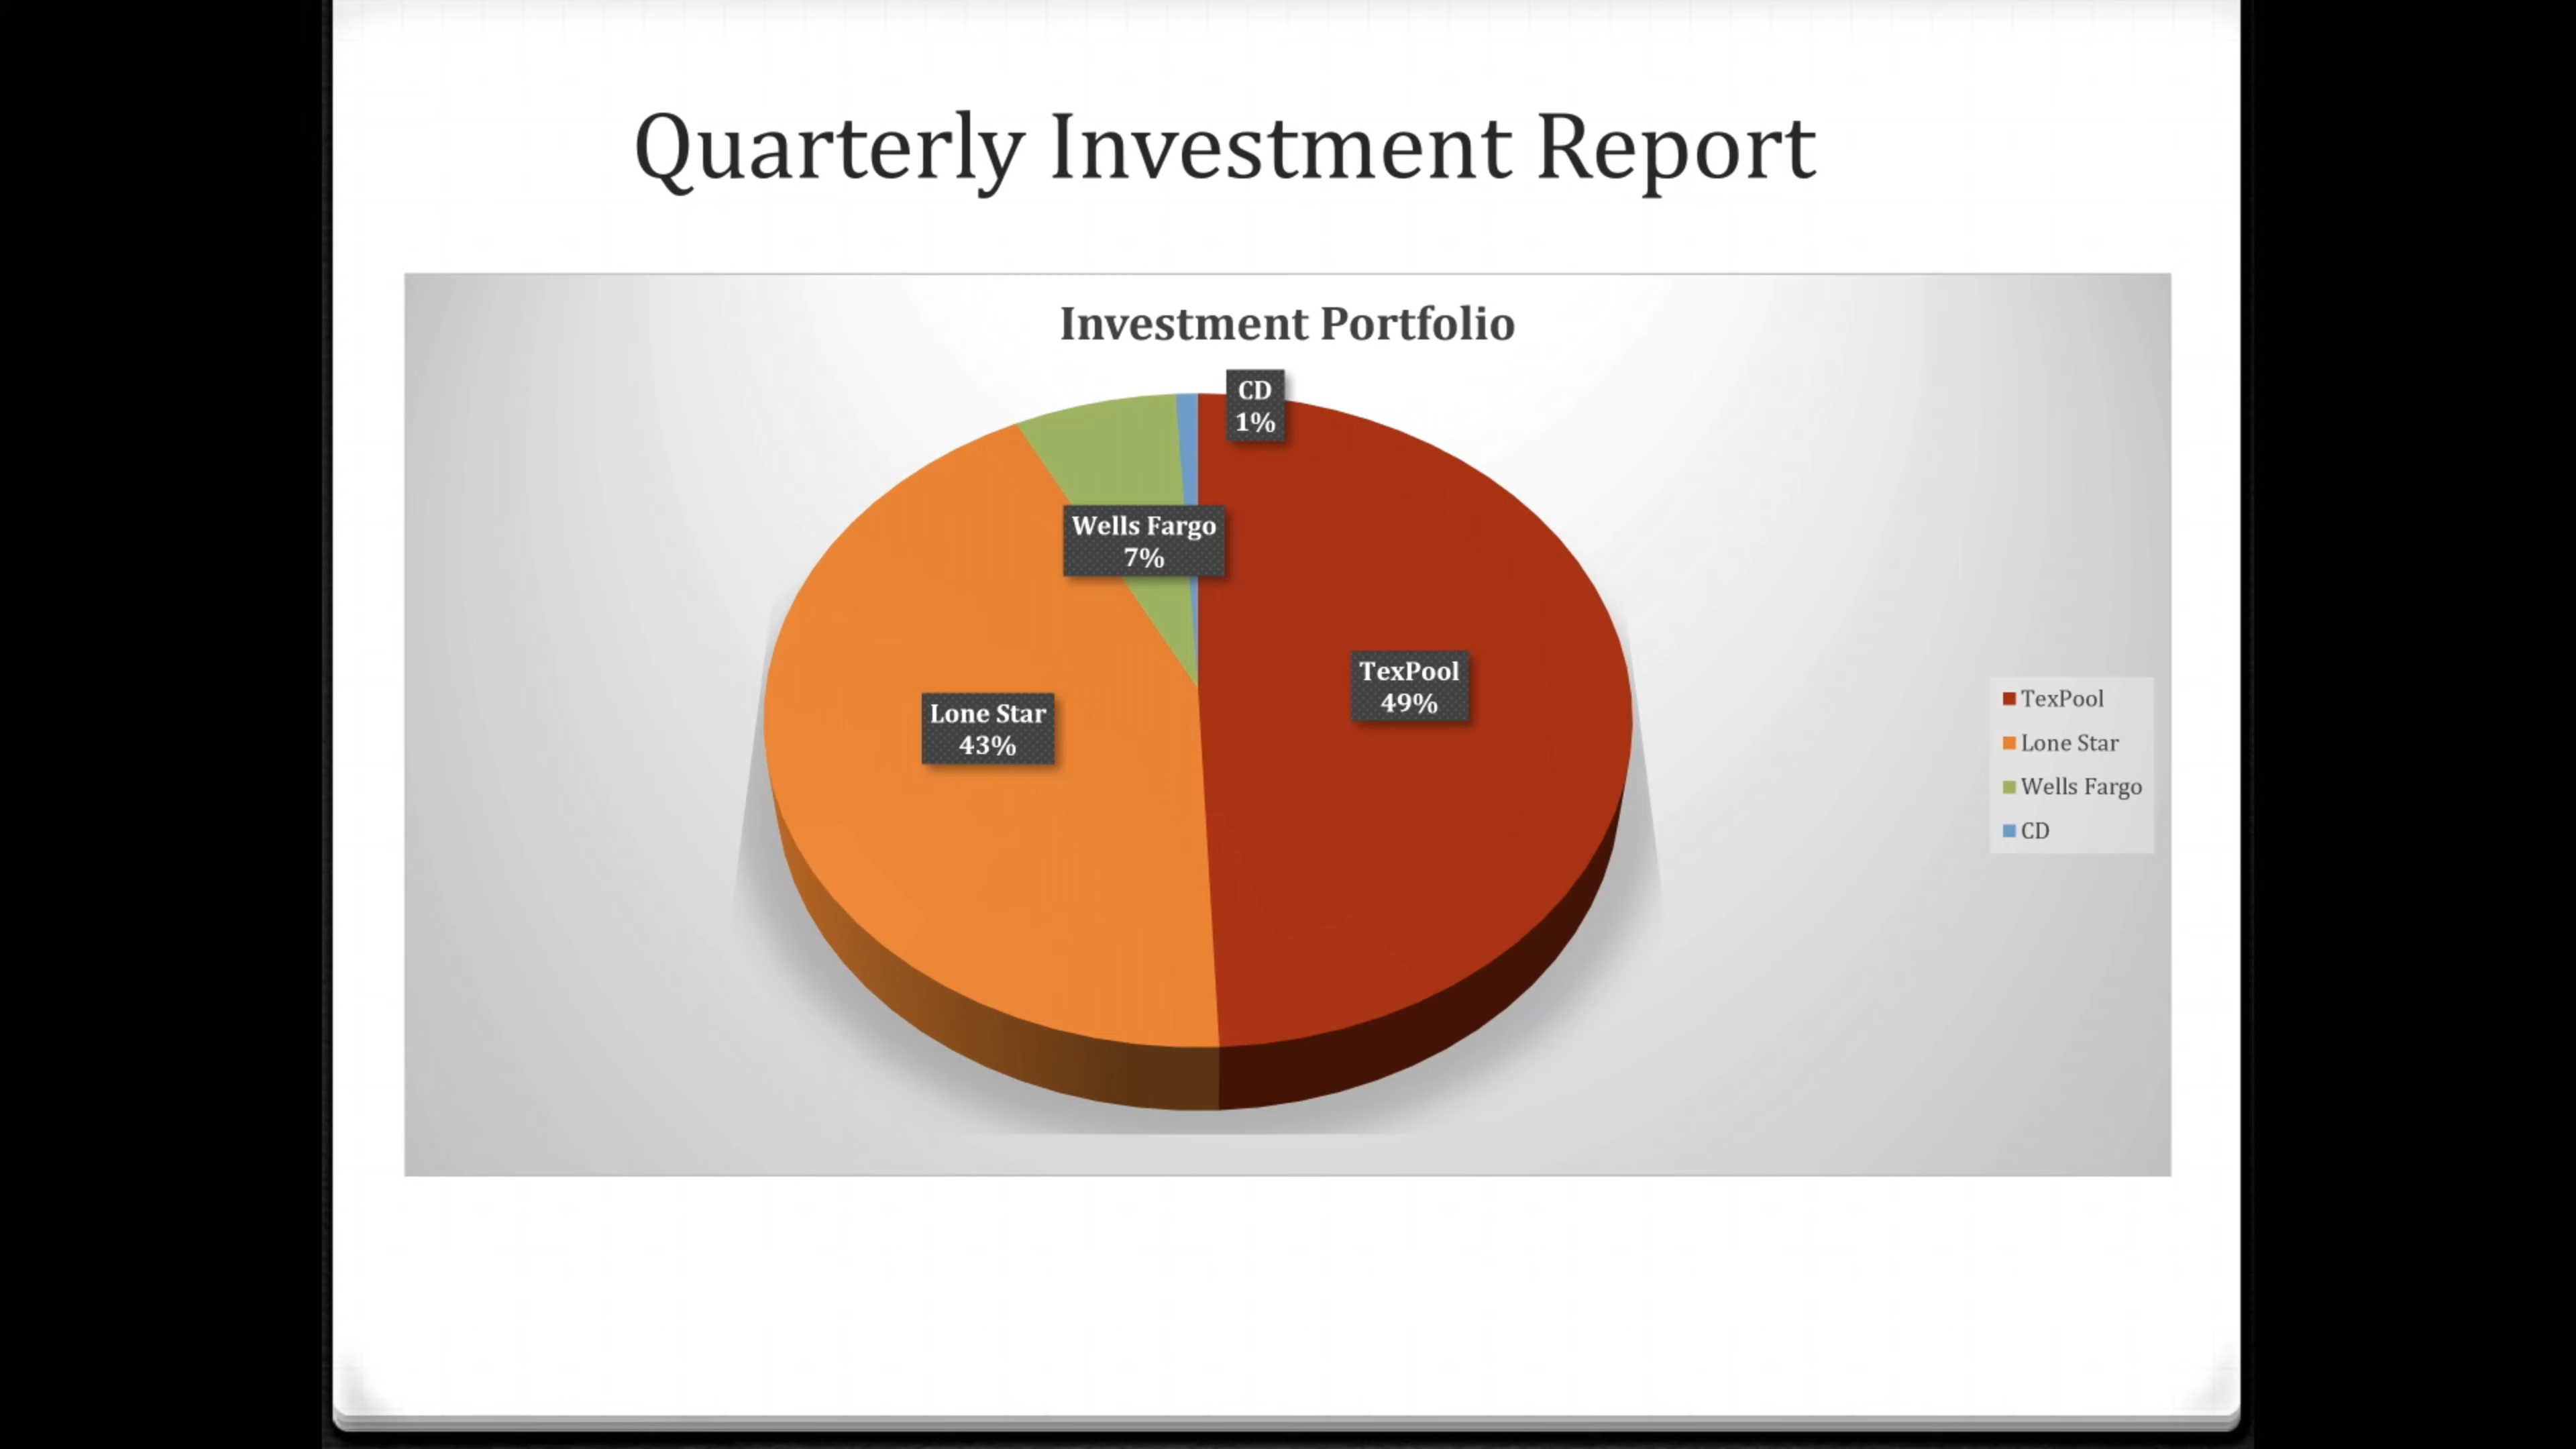 Quarterly Investment Report
Investment Portfolio
CD
1%
Wells Fargo
7%
TexPool
49%
Lone Star
43%
TexPool
Lone Star
Wells Fargo
CD